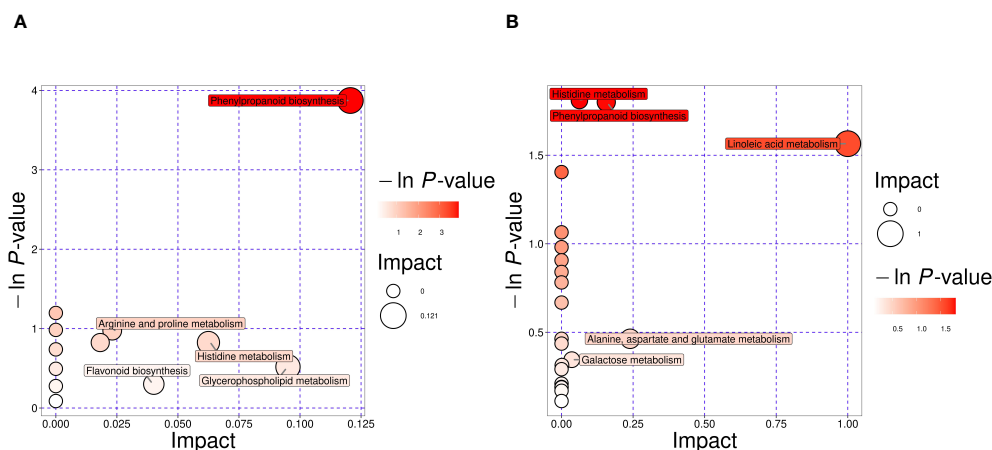 A
4
3
2
1
0
− ln P-value
Phenylpropanoid biosynthesis
Arginine and proline metabolism
Histidine metabolism
Flavonoid biosynthesis
Glycerophospholipid metabolism
0.000 0.025 0.050 0.075 0.100 0.125
Impact
− ln P-value
1 2 3
Impact
0
0.121
B
1.5
1.0
0.5
− ln P-value
Histidine metabolism
Phenylpropanoid biosynthesis
Linoleic acid metabolism
Alanine, aspartate and glutamate metabolism
Galactose metabolism
0.00 0.25 0.50 0.75 1.00
Impact
Impact
0
1
− ln P-value
0.5 1.0 1.5